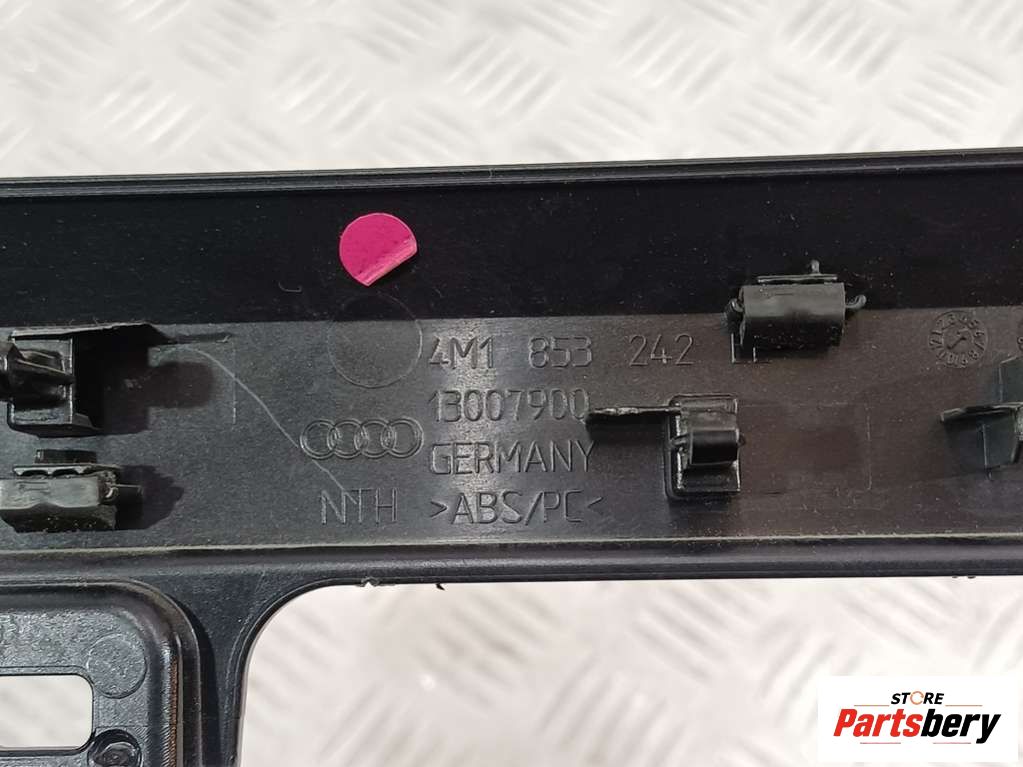 4M1 853 242
13007900
GERMANY
NTH >ABS/PC<
STORE
Partsbery